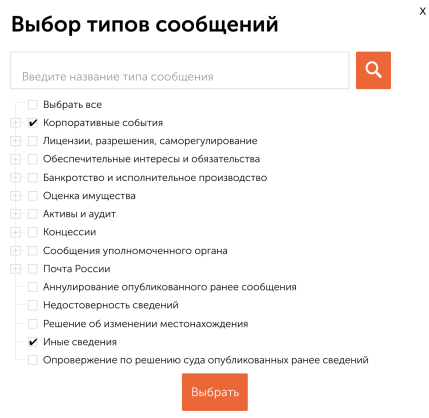 x
Выбор типов сообщений
Введите название типа сообщения
Выбрать все
Корпоративные события
Лицензии, разрешения, саморегулирование
Обеспечительные интересы и обязательства
Банкротство и исполнительное производство
Оценка имущества
Активы и аудит
Концессии
Сообщения уполномоченного органа
Почта России
Аннулирование опубликованного ранее сообщения
Недостоверность сведений
Решение об изменении местонахождения
Иные сведения
Опровержение по решению суда опубликованных ранее сведений
Выбрать